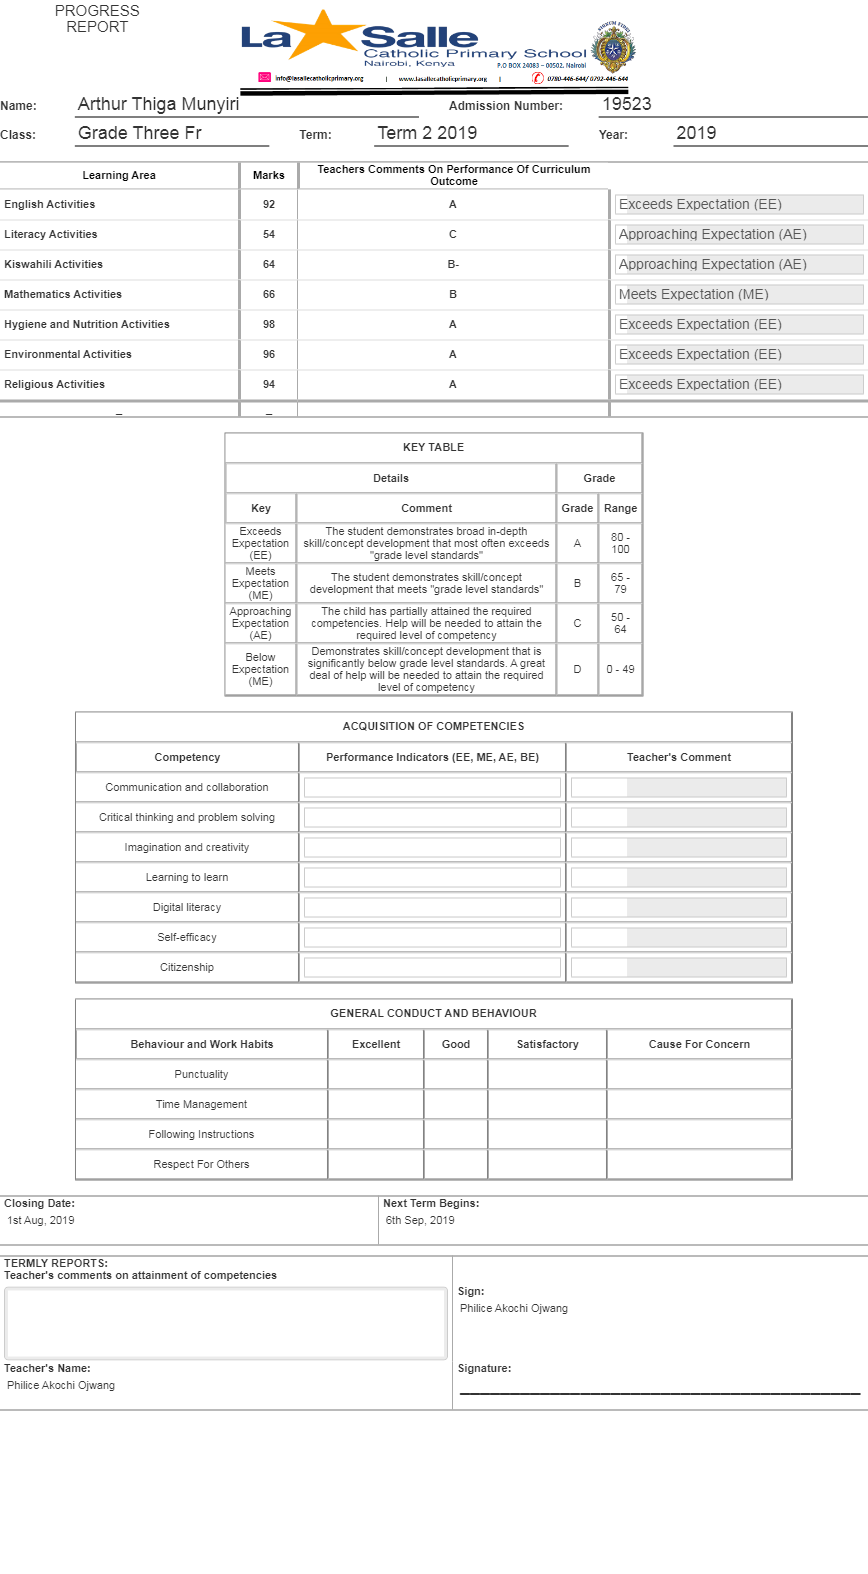 PROGRESS
REPORT
La Salle
Catholic Primary School
Nairobi, Kenya
P.O BOX 24083 – 00502. Nairobi
info@lasallecatholicprimary.org | www.lasallecatholicprimary.org | 0780-446-644/ 0792-446-644
Name: Arthur Thiga Munyiri Admission Number: 19523
Class: Grade Three Fr Term: Term 2 2019 Year: 2019
Learning Area Marks Teachers Comments On Performance Of Curriculum
Outcome
English Activities 92 A Exceeds Expectation (EE)
Literacy Activities 54 C Approaching Expectation (AE)
Kiswahili Activities 64 B- Approaching Expectation (AE)
Mathematics Activities 66 B Meets Expectation (ME)
Hygiene and Nutrition Activities 98 A Exceeds Expectation (EE)
Environmental Activities 96 A Exceeds Expectation (EE)
Religious Activities 94 A Exceeds Expectation (EE)
_ _
KEY TABLE
Details Grade
Key Comment Grade Range
Exceeds
Expectation
(EE)
The student demonstrates broad in-depth
skill/concept development that most often exceeds
"grade level standards"
A
80 -
100
Meets
Expectation
(ME)
The student demonstrates skill/concept
development that meets "grade level standards"
B
65 -
79
Approaching
Expectation
(AE)
The child has partially attained the required
competencies. Help will be needed to attain the
required level of competency
C
50 -
64
Below
Expectation
(ME)
Demonstrates skill/concept development that is
significantly below grade level standards. A great
deal of help will be needed to attain the required
level of competency
D
0 - 49
ACQUISITION OF COMPETENCIES
Competency Performance Indicators (EE, ME, AE, BE) Teacher's Comment
Communication and collaboration
Critical thinking and problem solving
Imagination and creativity
Learning to learn
Digital literacy
Self-efficacy
Citizenship
GENERAL CONDUCT AND BEHAVIOUR
Behaviour and Work Habits Excellent Good Satisfactory Cause For Concern
Punctuality
Time Management
Following Instructions
Respect For Others
Closing Date: Next Term Begins:
1st Aug, 2019 6th Sep, 2019
TERMLY REPORTS:
Teacher's comments on attainment of competencies
Sign:
Philice Akochi Ojwang
Teacher's Name: Signature:
Philice Akochi Ojwang